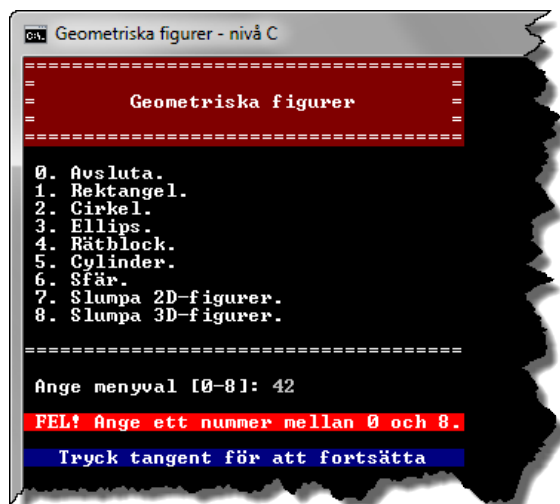 C:\. Geometriska figurer - nivå C
======================================
= =
= Geometriska figurer =
= =
======================================
0. Avsluta.
1. Rektangel.
2. Cirkel.
3. Ellips.
4. Rätblock.
5. Cylinder.
6. Sfär.
7. Slumpa 2D-figurer.
8. Slumpa 3D-figurer.
======================================
Ange menyval [0-8]: 42
FEL! Ange ett nummer mellan 0 och 8.
Tryck tangent för att fortsätta